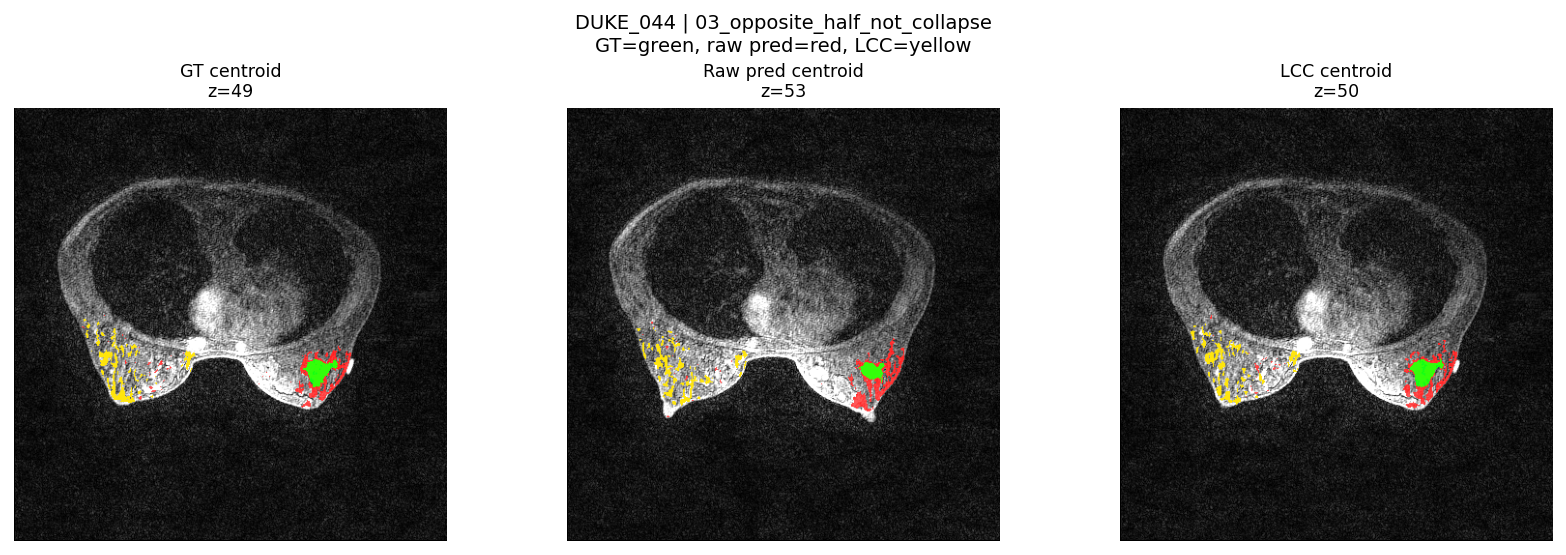 DUKE_044 | 03_opposite_half_not_collapse
GT=green, raw pred=red, LCC=yellow
GT centroid
z=49
Raw pred centroid
z=53
LCC centroid
z=50